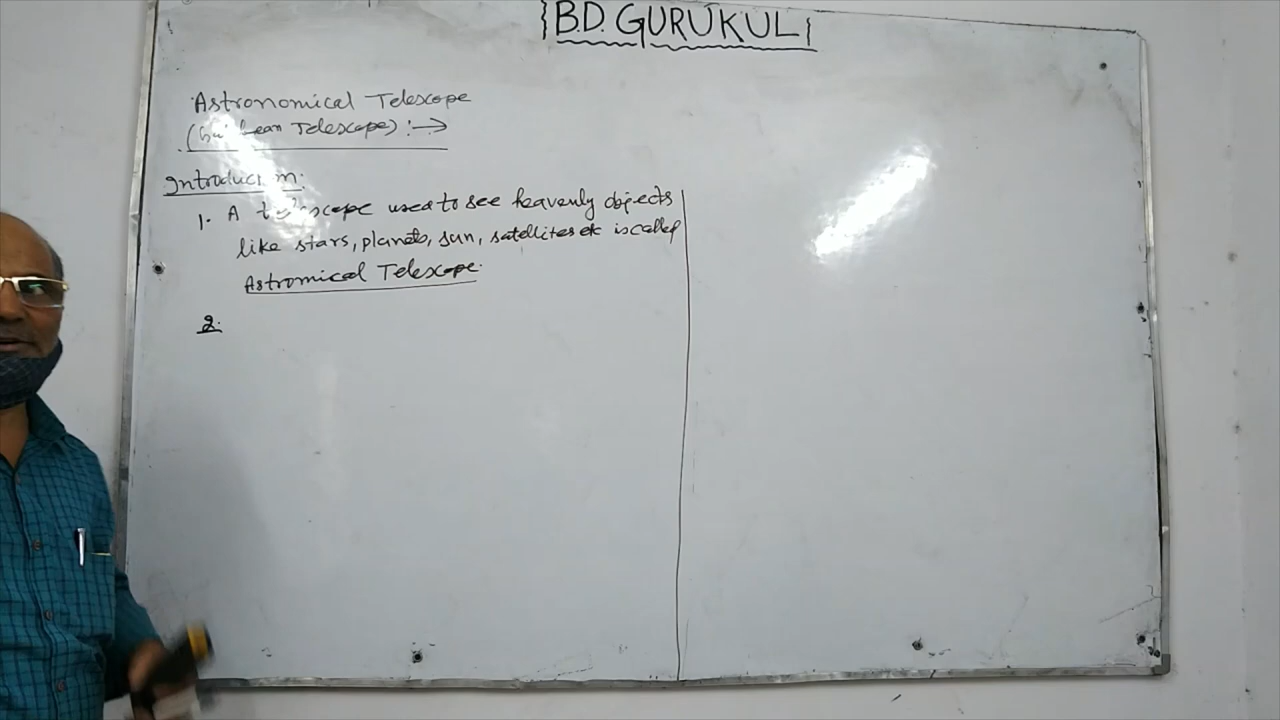 B.D. GURUKUL
Astronomical Telescope
Telescope) :→
Introduction:
1. A telescope used to see heavenly objects
like stars, planets, sun, satellites etc is called
Astromical Telescope.
2.